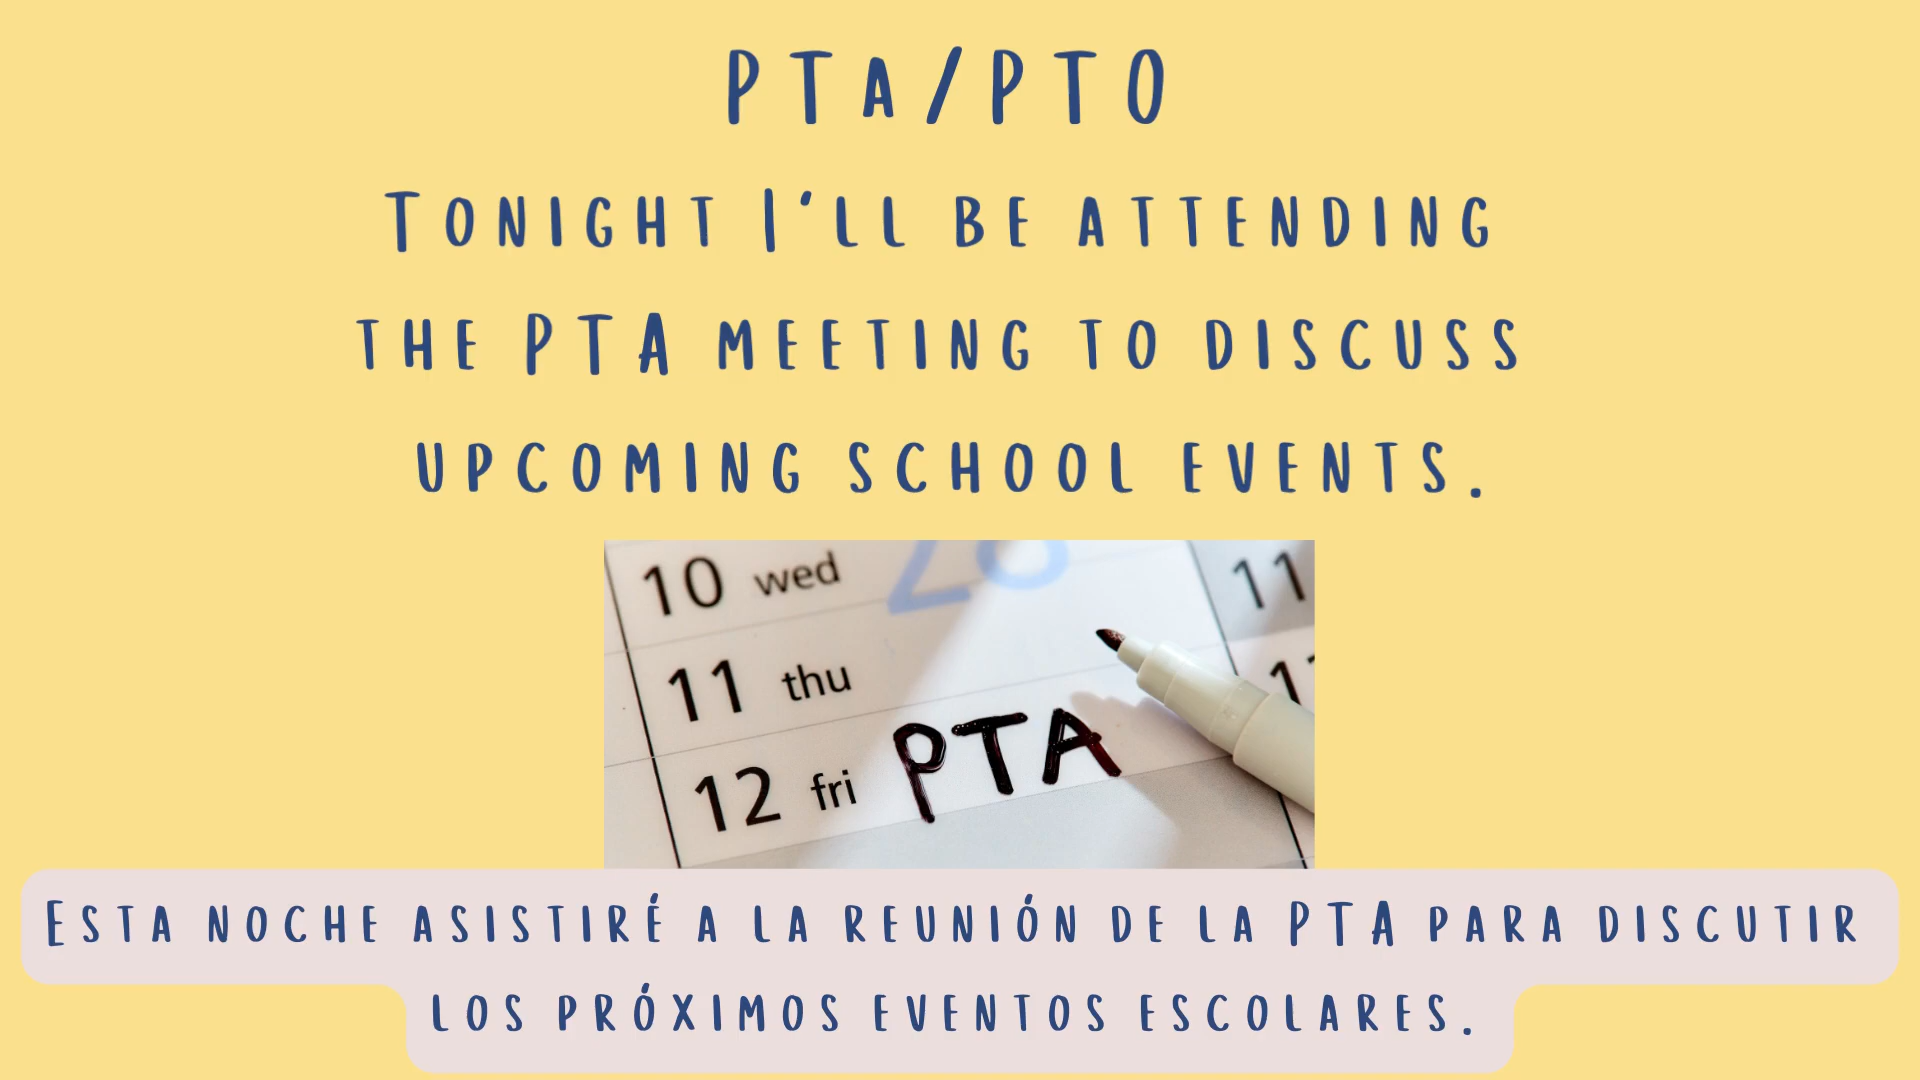 PTA/PTO
Tonight I'll be attending
the PTA meeting to discuss
upcoming school events.
10 wed
11 thu
12 fri PTA
11
Esta noche asistiré a la reunión de la PTA para discutir
los próximos eventos escolares.